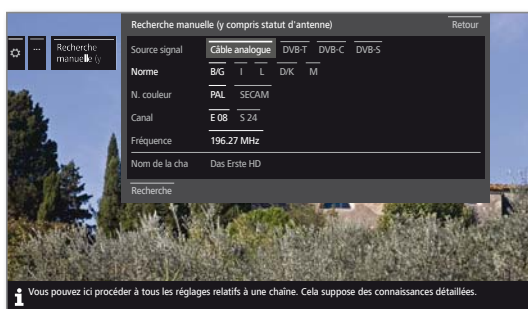 Recherche manuelle (y compris statut d'antenne) Retour
...
Recherche
manuelle (y
Source signal Câble analogue DVB-T DVB-C DVB-S
Norme B/G I L D/K M
N. couleur PAL SECAM
Canal E 08 S 24
Fréquence 196.27 MHz
Nom de la cha Das Erste HD
Recherche
i Vous pouvez ici procéder à tous les réglages relatifs à une chaîne. Cela suppose des connaissances détaillées.